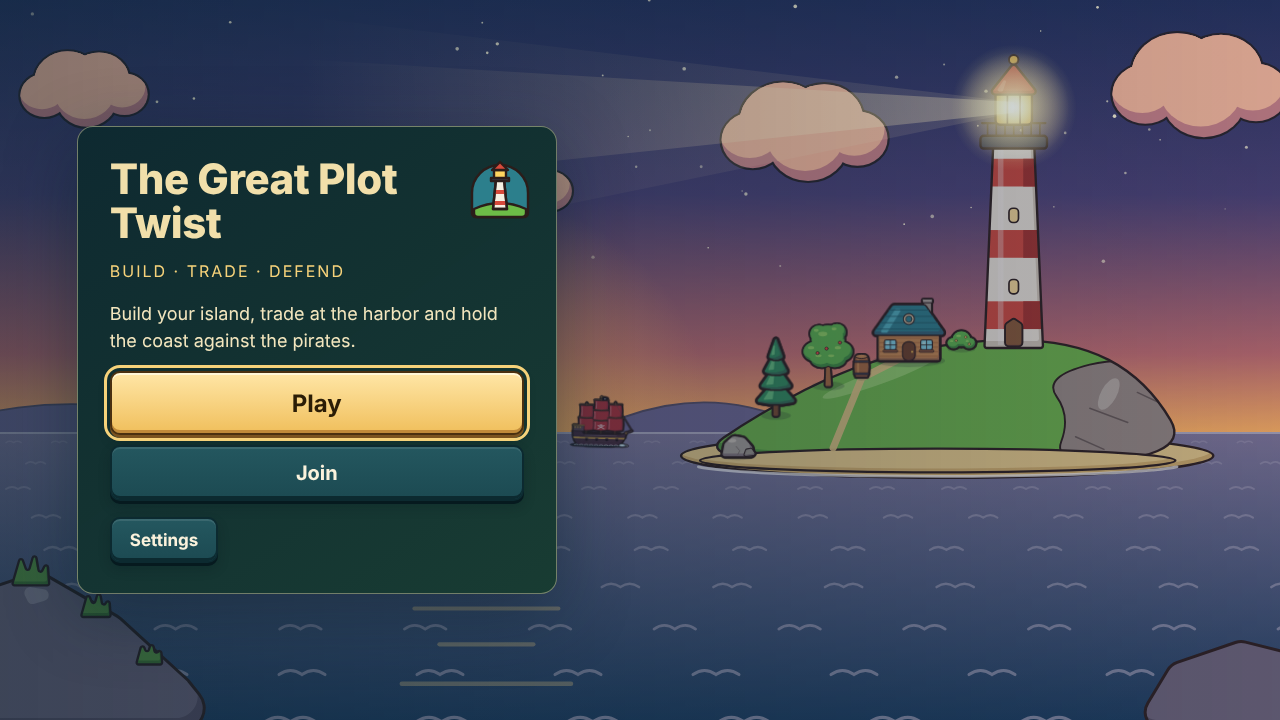 The Great Plot
Twist
BUILD · TRADE · DEFEND
Build your island, trade at the harbor and hold
the coast against the pirates.
Play
Join
Settings